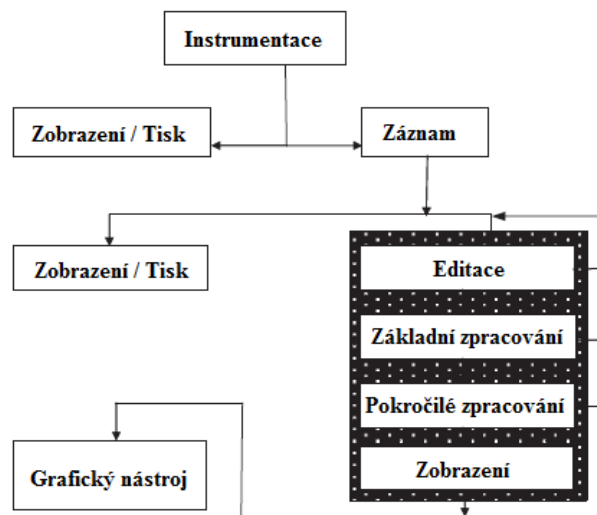 Instrumentace
Zobrazení / Tisk
Záznam
Zobrazení / Tisk
Editace
Základní zpracování
Pokročilé zpracování
Zobrazení
Grafický nástroj